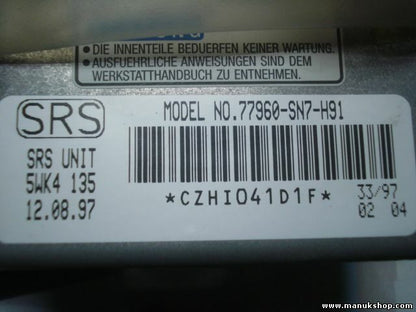 • DIE INNENTEILE BEDUERFEN KEINER WARTUNG.
• AUSFUEHRLICHE ANWEISUNGEN SIND DEM
WERKSTATTHANDBUCH ZU ENTNEHMEN.
SRS
MODEL NO.77960-SN7-H91
SRS UNIT
5WK4 135
12.08.97
*CZHIO41D1F*
33/97
02 04
www.manukshop.com